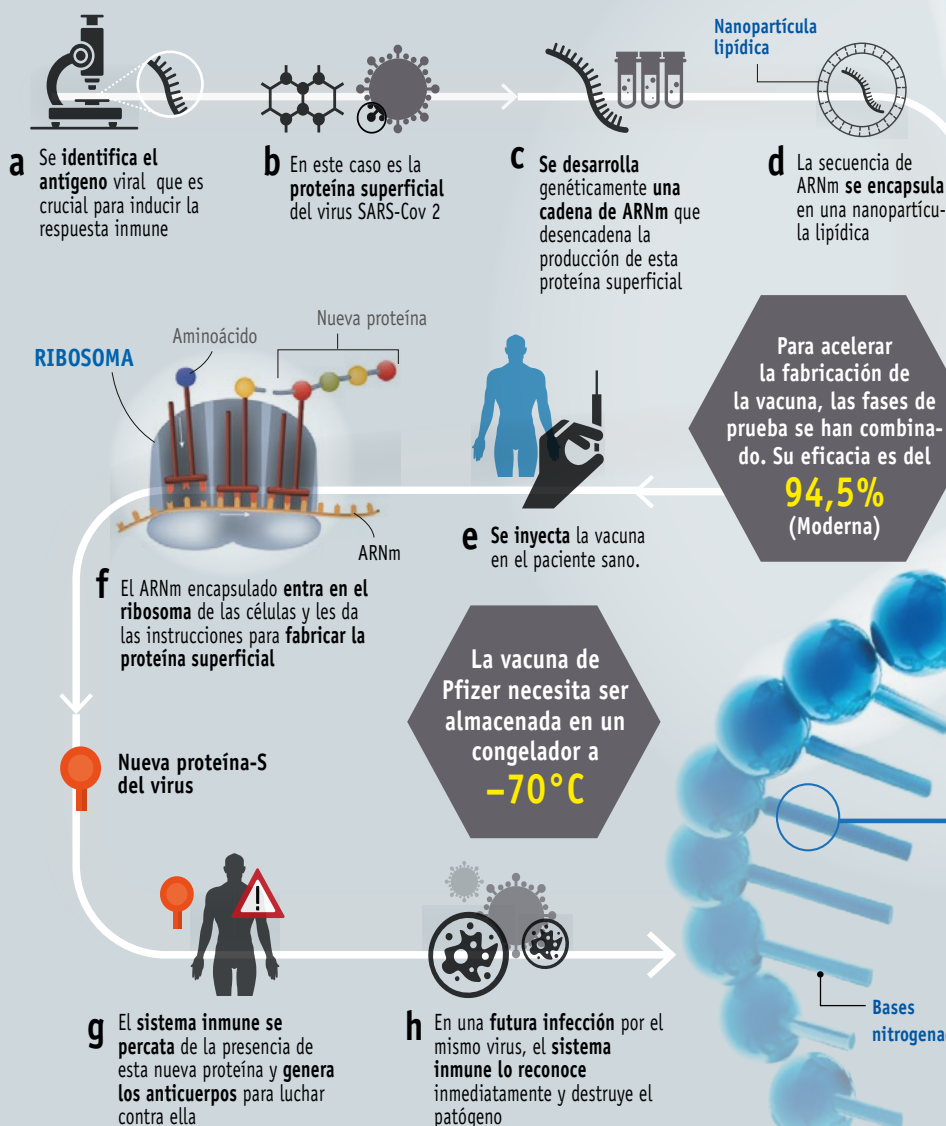 Nanopartícula
lipídica
a Se identifica el
antígeno viral que es
crucial para inducir la
respuesta inmune
b En este caso es la
proteína superficial
del virus SARS-Cov 2
c Se desarrolla
genéticamente una
cadena de ARNm que
desencadena la
producción de esta
proteína superficial
d La secuencia de
ARNm se encapsula
en una nanopartícu-
la lipídica
RIBOSOMA
Aminoácido
Nueva proteína
ARNm
Para acelerar
la fabricación de
la vacuna, las fases de
prueba se han combina-
do. Su eficacia es del
94,5%
(Moderna)
e Se inyecta la vacuna
en el paciente sano.
f El ARNm encapsulado entra en el
ribosoma de las células y les da
las instrucciones para fabricar la
proteína superficial
La vacuna de
Pfizer necesita ser
almacenada en un
congelador a
–70°C
Nueva proteína-S
del virus
!
g El sistema inmune se
percata de la presencia de
esta nueva proteína y genera
los anticuerpos para luchar
contra ella
h En una futura infección por el
mismo virus, el sistema
inmune lo reconoce
inmediatamente y destruye el
patógeno
Bases
nitrogena